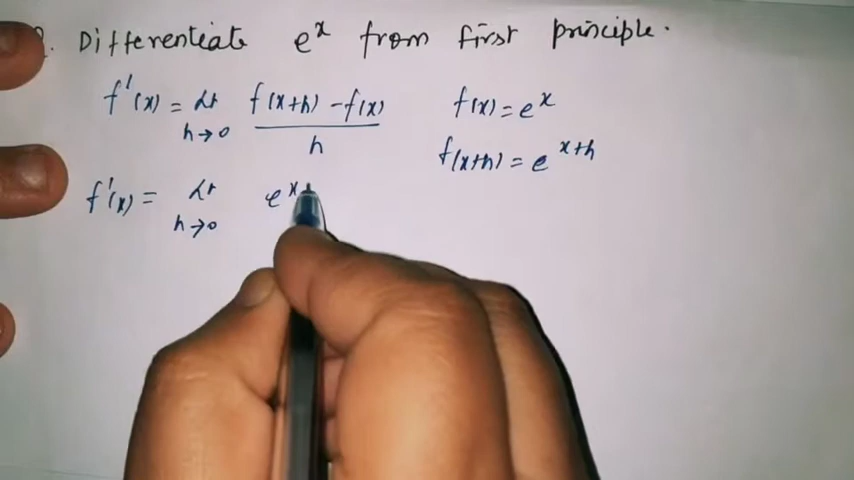 Q. Differentiate e^x from first principle.
f'(x) = Lt h→0 f(x+h) - f(x) / h
f(x) = e^x
f(x+h) = e^x+h
f'(x) = Lt h→0 e^x+